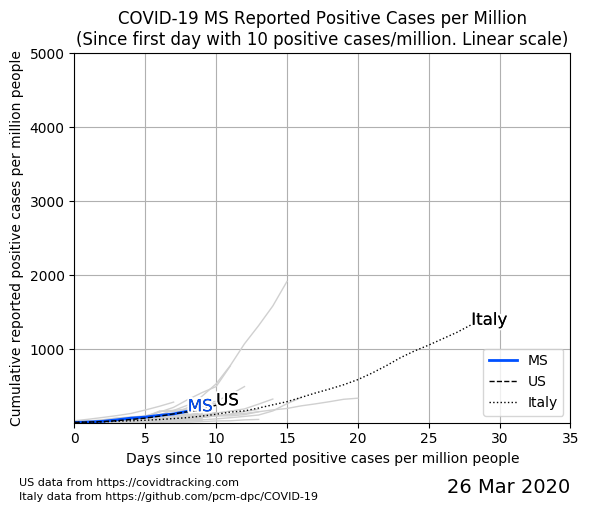 COVID-19 MS Reported Positive Cases per Million
(Since first day with 10 positive cases/million. Linear scale)
Cumulative reported positive cases per million people
5000
4000
3000
2000
1000
Italy
MS
US
MS
US
Italy
0
5
10
15
20
25
30
35
Days since 10 reported positive cases per million people
US data from https://covidtracking.com
Italy data from https://github.com/pcm-dpc/COVID-19
26 Mar 2020